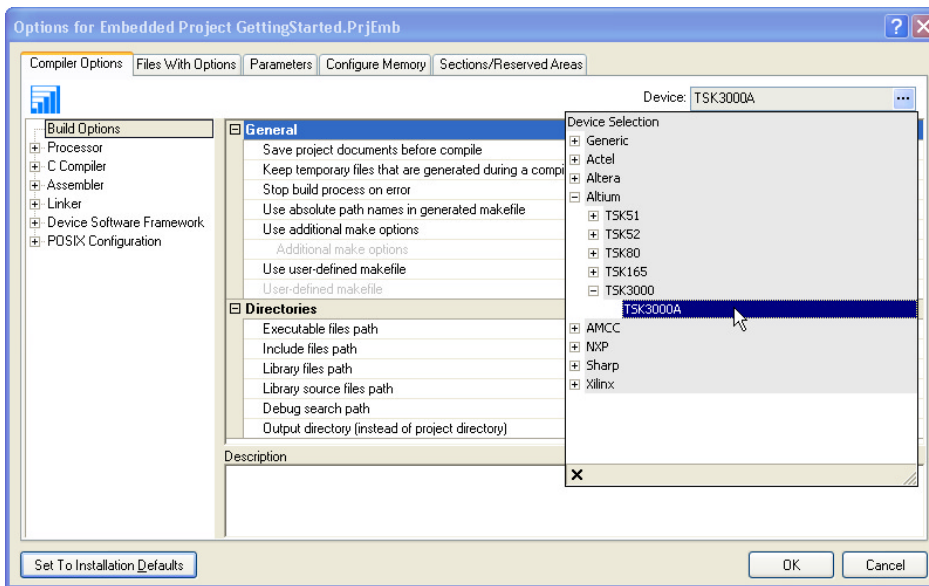 Options for Embedded Project GettingStarted.PrjEmb
Compiler Options Files With Options Parameters Configure Memory Sections/Reserved Areas
Device: TSK3000A
Build Options
Processor
C Compiler
Assembler
Linker
Device Software Framework
POSIX Configuration
General
Save project documents before compile
Keep temporary files that are generated during a compi
Stop build process on error
Use absolute path names in generated makefile
Use additional make options
Additional make options
Use user-defined makefile
User-defined makefile
Directories
Executable files path
Include files path
Library files path
Library source files path
Debug search path
Output directory (instead of project directory)
Device Selection
Generic
Actel
Altera
Altium
TSK51
TSK52
TSK80
TSK165
TSK3000
TSK3000A
AMCC
NXP
Sharp
Xilinx
Description
Set To Installation Defaults
OK
Cancel